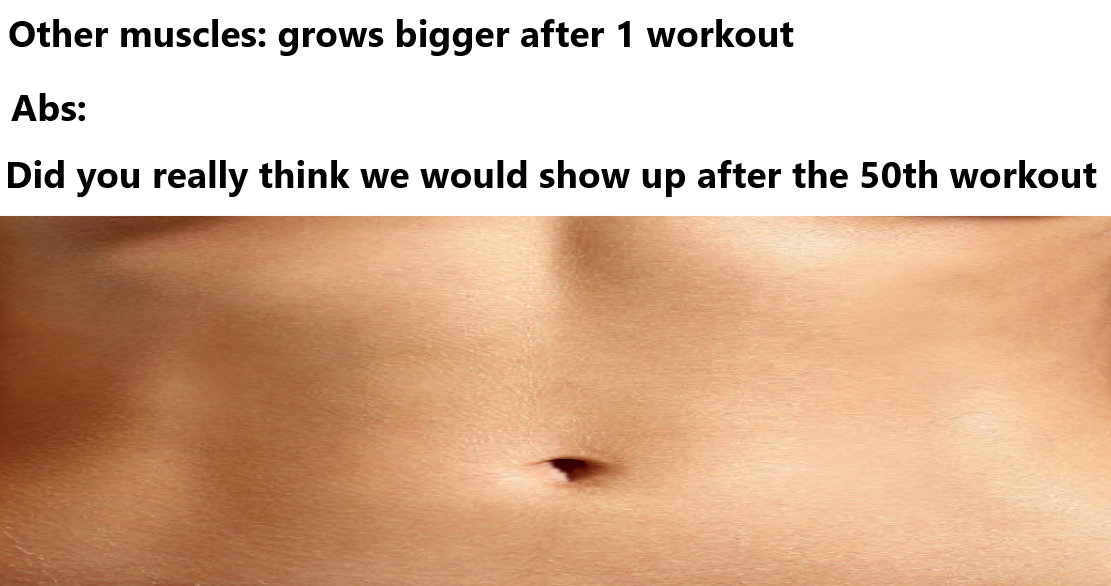 Other muscles: grows bigger after 1 workout
Abs:
Did you really think we would show up after the 50th workout